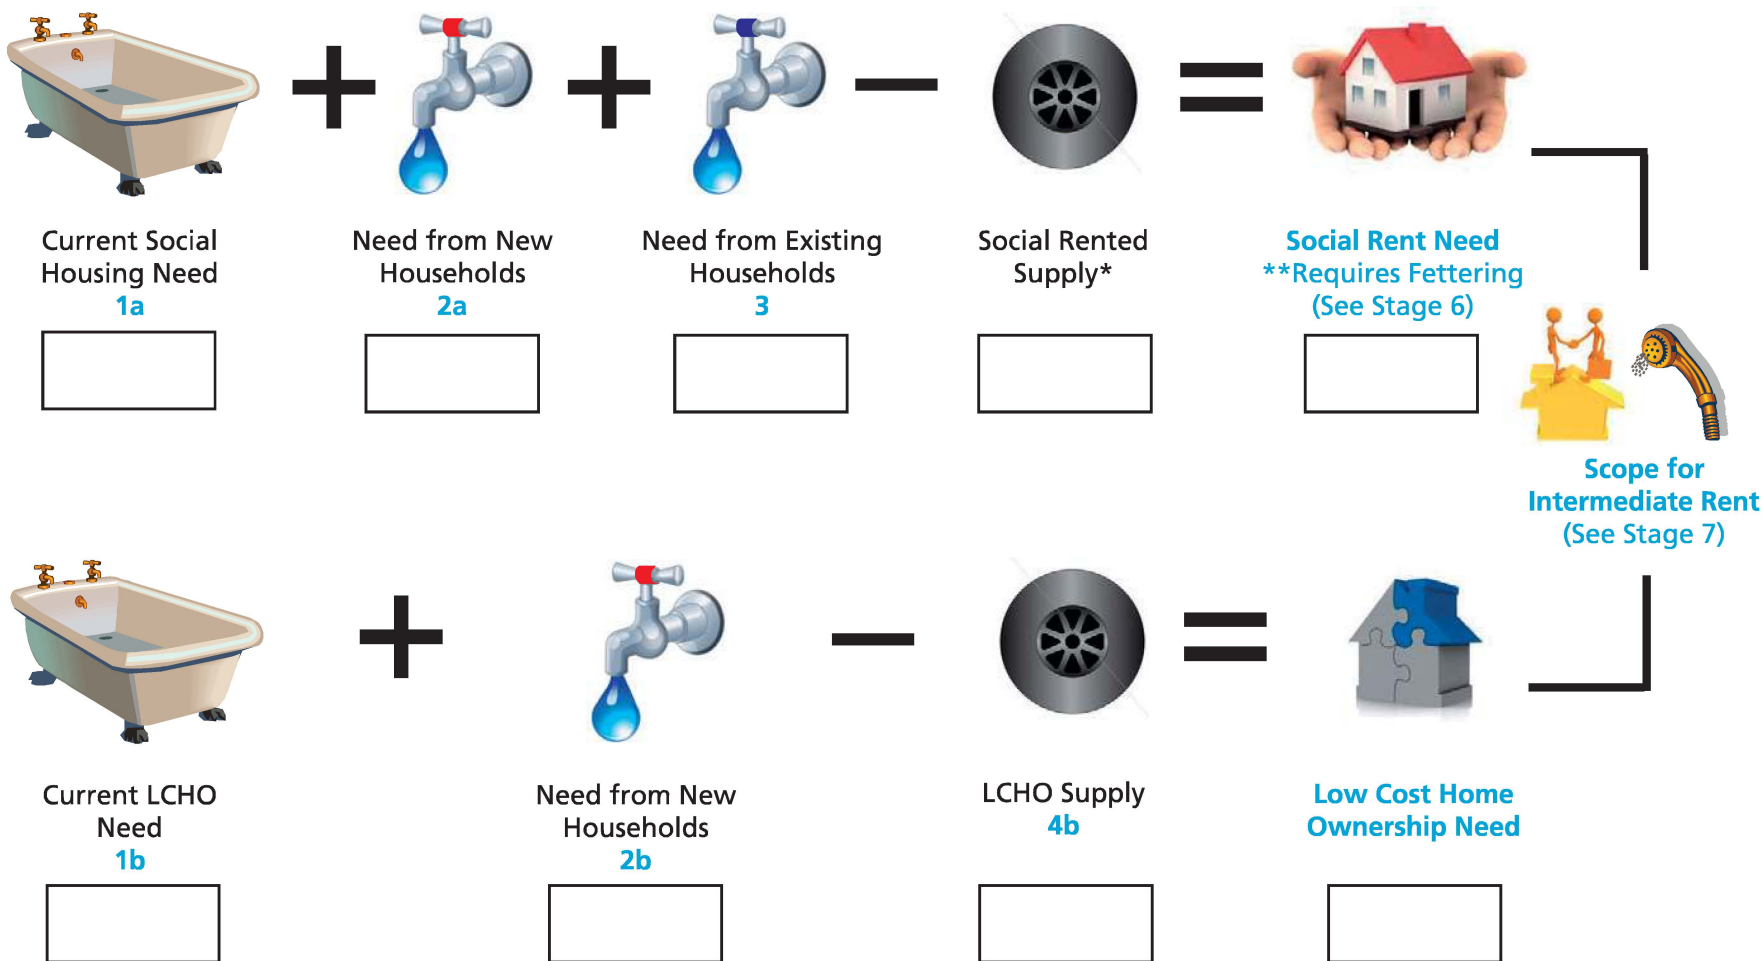 Current Social
Housing Need
1a
Need from New
Households
2a
Need from Existing
Households
3
Social Rented
Supply*
Social Rent Need
**Requires Fettering
(See Stage 6)
Scope for
Intermediate Rent
(See Stage 7)
Current LCHO
Need
1b
Need from New
Households
2b
LCHO Supply
4b
Low Cost Home
Ownership Need